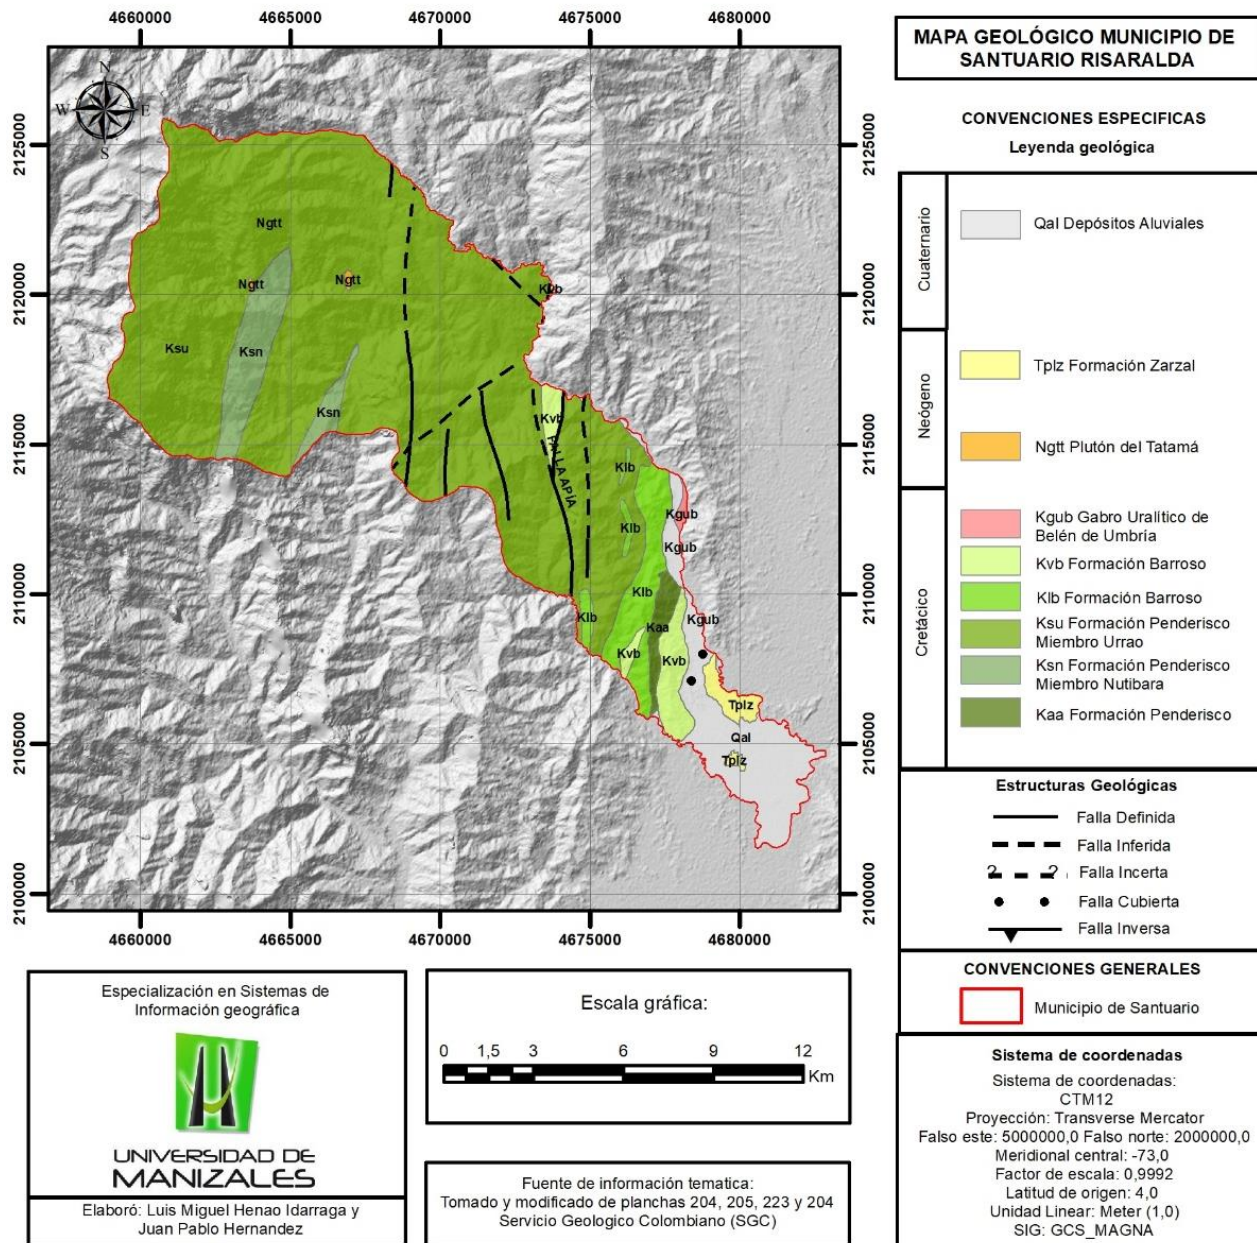 4660000 4665000 4670000 4675000 4680000
N
W E
S
2125000 2125000
2120000 2120000
2115000 2115000
2110000 2110000
2105000 2105000
2100000 2100000
Ngtt
Ngtt
Ngtt
Kvb
Ksu
Ksn
Ksn
Kvb
FALLA APÍA
Klb
Kgub
Klb
Kgub
Klb
Klb
Kgub
Kaa
Kvb
Kvb
Tplz
Qal
Tplz
4660000 4665000 4670000 4675000 4680000
MAPA GEOLÓGICO MUNICIPIO DE
SANTUARIO RISARALDA
CONVENCIONES ESPECIFICAS
Leyenda geológica
Cuaternario
Qal Depósitos Aluviales
Neógeno
Tplz Formación Zarzal
Ngtt Plutón del Tatamá
Cretácico
Kgub Gabro Uralítico de
Belén de Umbría
Kvb Formación Barroso
Klb Formación Barroso
Ksu Formación Penderisco
Miembro Urrao
Ksn Formación Penderisco
Miembro Nutibara
Kaa Formación Penderisco
Estructuras Geológicas
Falla Definida
Falla Inferida
? ? Falla Incerta
Falla Cubierta
Falla Inversa
CONVENCIONES GENERALES
Municipio de Santuario
Sistema de coordenadas
Sistema de coordenadas:
CTM12
Proyección: Transverse Mercator
Falso este: 5000000,0 Falso norte: 2000000,0
Meridional central: -73,0
Factor de escala: 0,9992
Latitud de origen: 4,0
Unidad Linear: Meter (1,0)
SIG: GCS_MAGNA
Especialización en Sistemas de
Información geográfica
UNIVERSIDAD DE
MANIZALES
Elaboró: Luis Miguel Henao Idarraga y
Juan Pablo Hernandez
Escala gráfica:
0 1,5 3 6 9 12
Km
Fuente de información tematica:
Tomado y modificado de planchas 204, 205, 223 y 204
Servicio Geologico Colombiano (SGC)